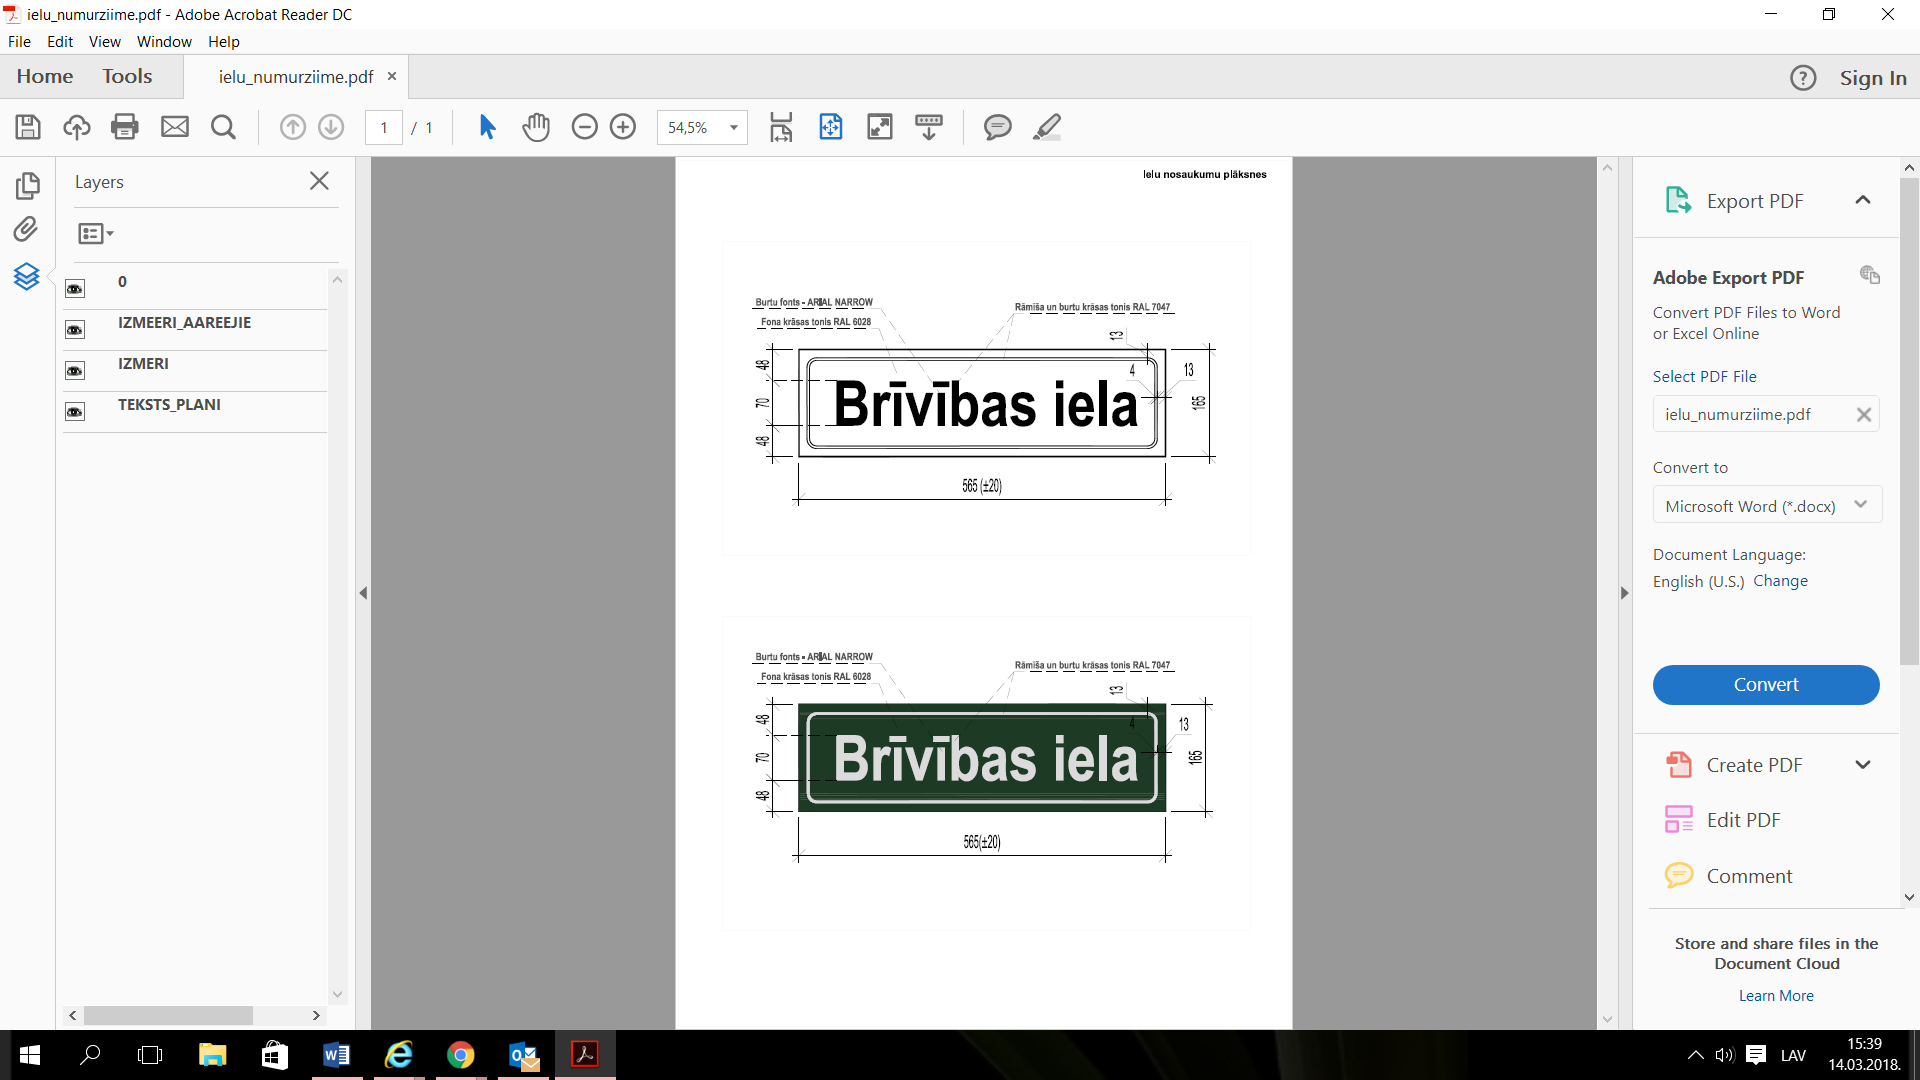 ielu_numurziime.pdf - Adobe Acrobat Reader DC
File Edit View Window Help
Home Tools ielu_numurziime.pdf × Sign In
1 / 1 54,5%
Layers
0
IZMEERI_AAREEJIE
IZMERI
TEKSTS_PLANI
Ielu nosaukumu plāksnes
Burtu fonts - ARIAL NARROW
Fona krāsas tonis RAL 6028
Rāmīša un burtu krāsas tonis RAL 7047
13
4
13
48
70
48
165
Brīvības iela
565 (±20)
Burtu fonts - ARIAL NARROW
Fona krāsas tonis RAL 6028
Rāmīša un burtu krāsas tonis RAL 7047
13
4
13
48
70
48
165
Brīvības iela
565(±20)
Export PDF
Adobe Export PDF
Convert PDF Files to Word
or Excel Online
Select PDF File
ielu_numurziime.pdf
Convert to
Microsoft Word (*.docx)
Document Language:
English (U.S.) Change
Convert
Create PDF
Edit PDF
Comment
Store and share files in the
Document Cloud
Learn More
LAV
15:39
14.03.2018.